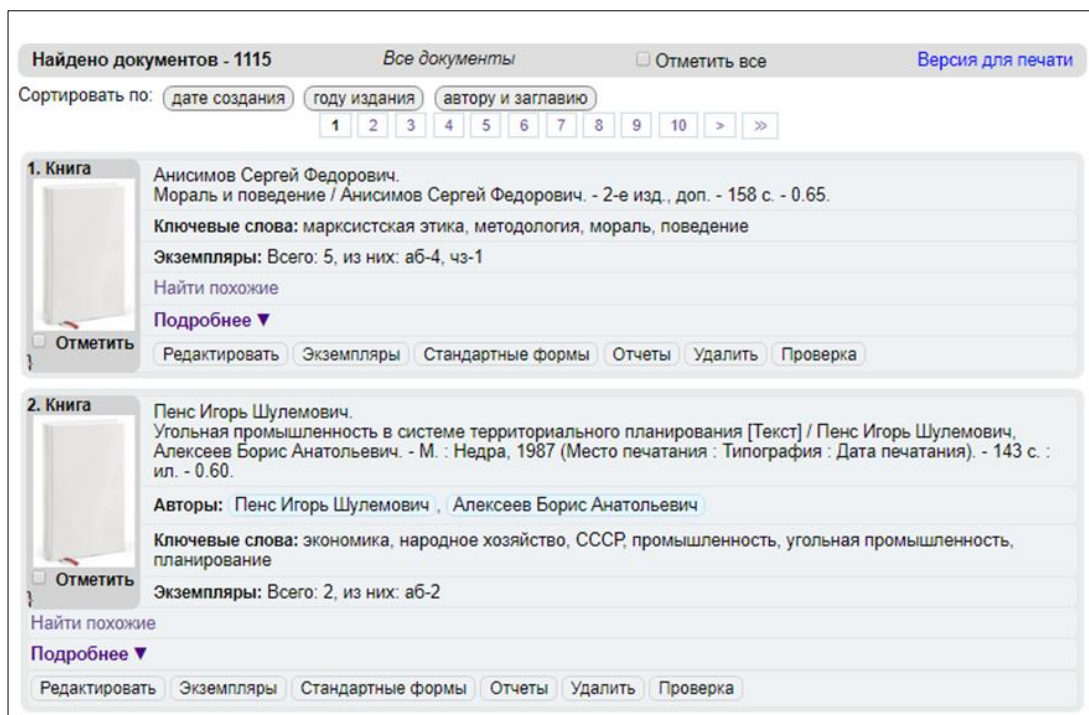 Найдено документов - 1115 Все документы Отметить все Версия для печати
Сортировать по: дате создания году издания автору и заглавию
1 2 3 4 5 6 7 8 9 10 > >>
1. Книга
Анисимов Сергей Федорович.
Мораль и поведение / Анисимов Сергей Федорович. - 2-е изд., доп. - 158 с. - 0.65.
Ключевые слова: марксистская этика, методология, мораль, поведение
Экземпляры: Всего: 5, из них: аб-4, чз-1
Найти похожие
Подробнее ▼
Отметить
}
Редактировать Экземпляры Стандартные формы Отчеты Удалить Проверка
2. Книга
Пенс Игорь Шулемович.
Угольная промышленность в системе территориального планирования [Текст] / Пенс Игорь Шулемович,
Алексеев Борис Анатольевич. - М. : Недра, 1987 (Место печатания : Типография : Дата печатания). - 143 с. :
ил. - 0.60.
Авторы: Пенс Игорь Шулемович , Алексеев Борис Анатольевич
Ключевые слова: экономика, народное хозяйство, СССР, промышленность, угольная промышленность,
планирование
Отметить
}
Экземпляры: Всего: 2, из них: аб-2
Найти похожие
Подробнее ▼
Редактировать Экземпляры Стандартные формы Отчеты Удалить Проверка